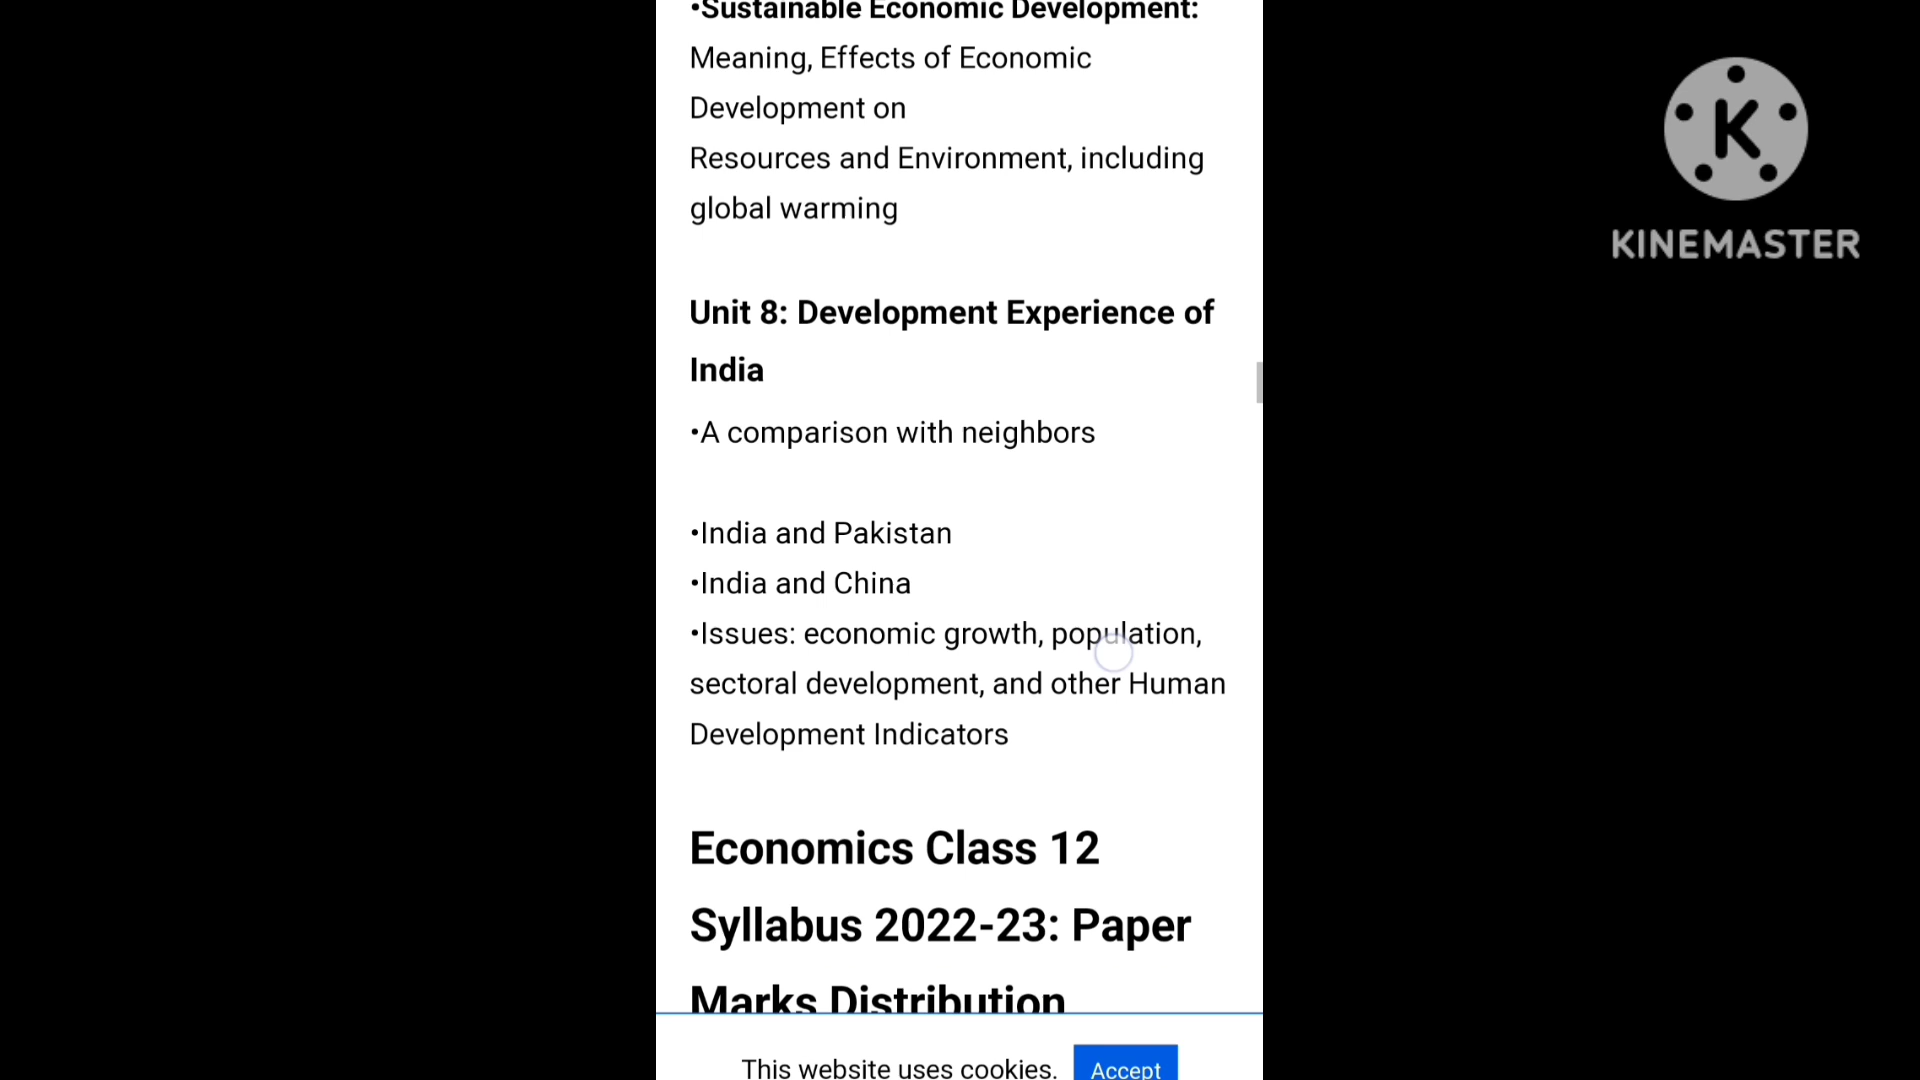 •Sustainable Economic Development:
Meaning, Effects of Economic
Development on
Resources and Environment, including
global warming
Unit 8: Development Experience of
India
•A comparison with neighbors
•India and Pakistan
•India and China
•Issues: economic growth, population,
sectoral development, and other Human
Development Indicators
Economics Class 12
Syllabus 2022-23: Paper
Marks Distribution
This website uses cookies.
Accept
K
KINEMASTER